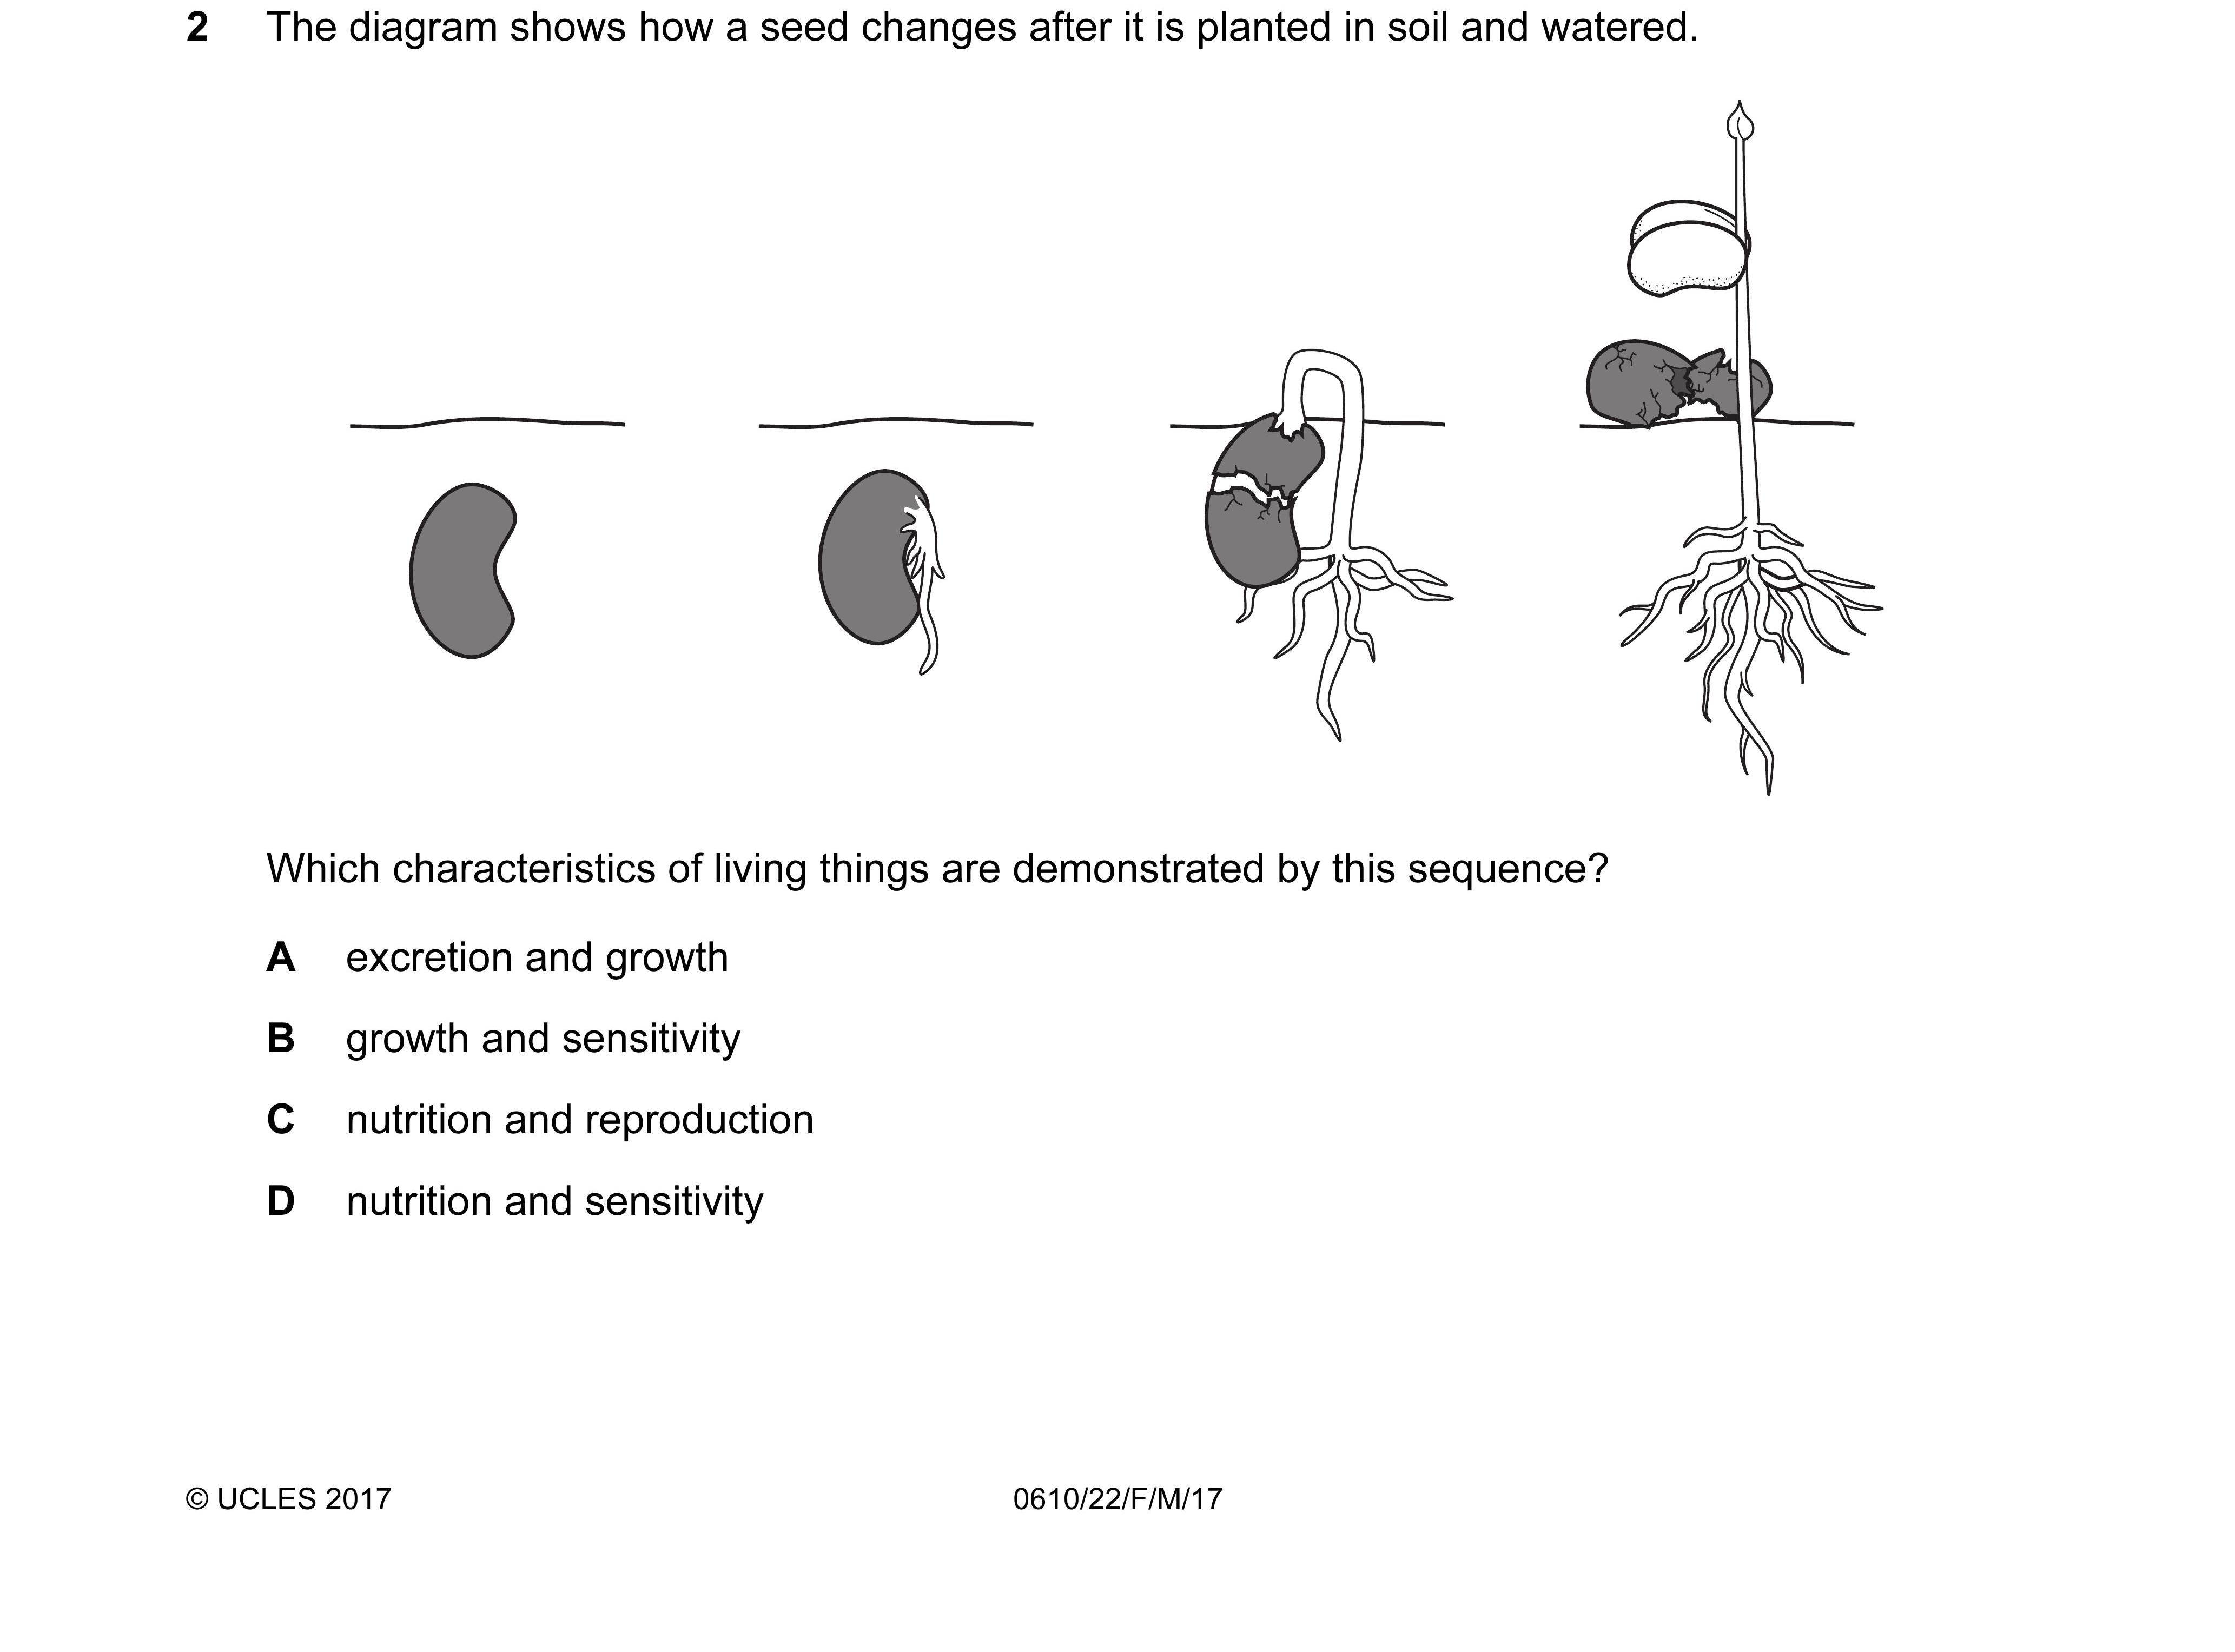 2 The diagram shows how a seed changes after it is planted in soil and watered.
Which characteristics of living things are demonstrated by this sequence?
A excretion and growth
B growth and sensitivity
C nutrition and reproduction
D nutrition and sensitivity
© UCLES 2017 0610/22/F/M/17